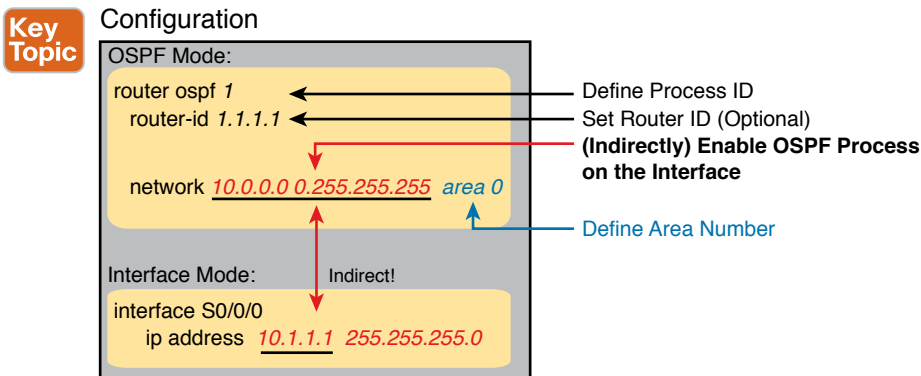 Key
Topic
Configuration
OSPF Mode:
router ospf 1
Define Process ID
router-id 1.1.1.1
Set Router ID (Optional)
(Indirectly) Enable OSPF Process
on the Interface
network 10.0.0.0 0.255.255.255 area 0
Define Area Number
Interface Mode:
Indirect!
interface S0/0/0
ip address 10.1.1.1 255.255.255.0